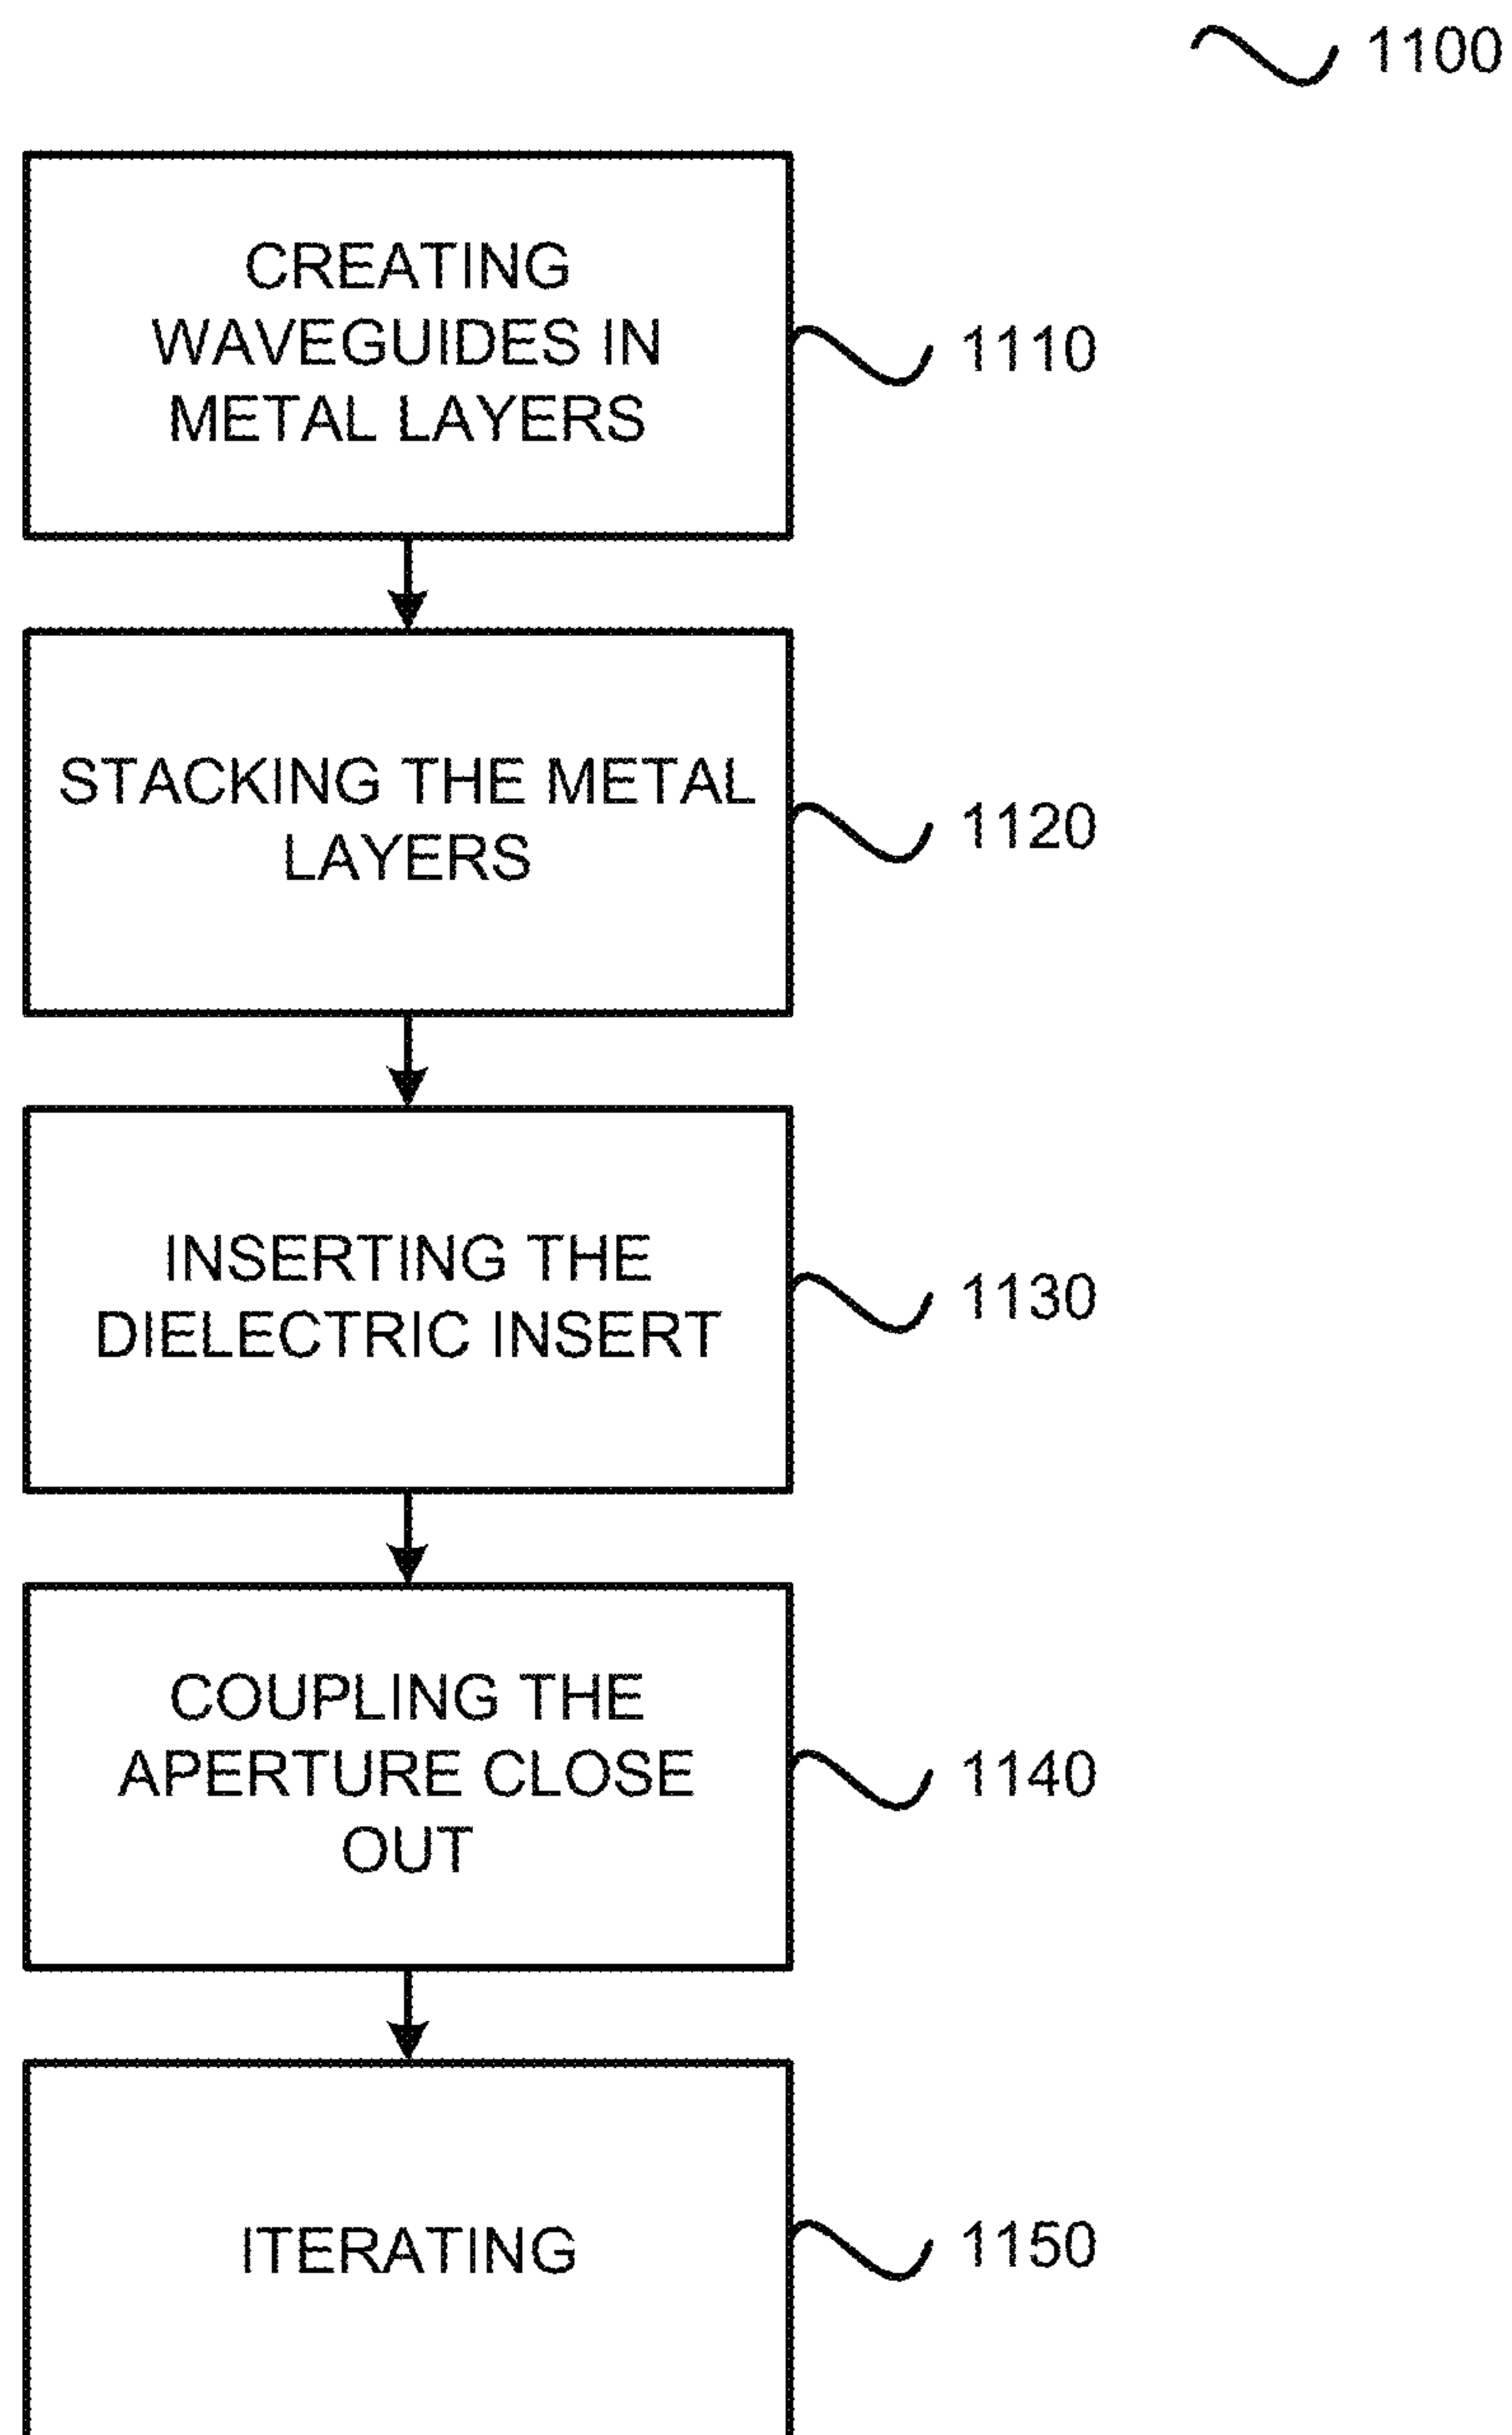 1100
CREATING
WAVEGUIDES IN
METAL LAYERS
1110
STACKING THE METAL
LAYERS
1120
INSERTING THE
DIELECTRIC INSERT
1130
COUPLING THE
APERTURE CLOSE
OUT
1140
ITERATING
1150